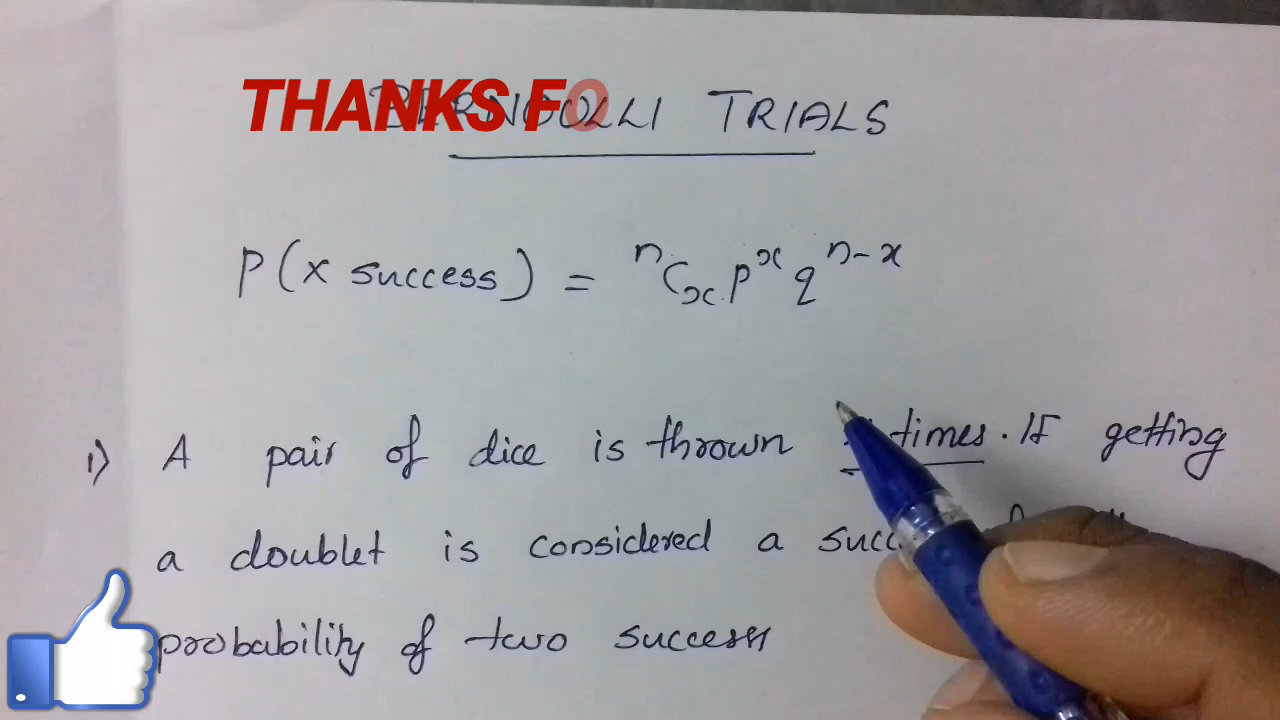 THANKS FO
BERNOULLI TRIALS
P(x success) = ⁿCₓ pˣ qⁿ⁻ˣ
1) A pair of dice is thrown times. If getting
a doublet is considered a
probability of two success